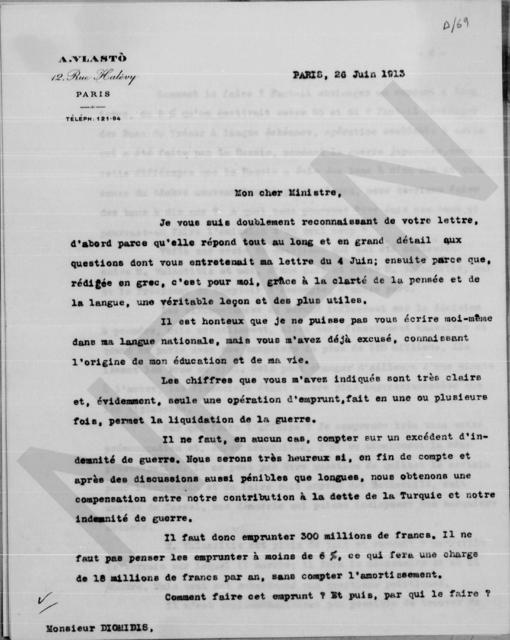 D/69
A. VLASTÒ
12, Rue Halévy
PARIS
TÉLÉPH: 121-84
PARIS, 26 Juin 1913
Mon cher Ministre,
Je vous suis doublement reconnaissant de votre lettre,
d'abord parce qu'elle répond tout au long et en grand détail aux
questions dont vous entretenait ma lettre du 4 Juin; ensuite parce que,
rédigée en grec, c'est pour moi, grâce à la clarté de la pensée et de
la langue, une véritable leçon et des plus utiles.
Il est honteux que je ne puisse pas vous écrire moi-même
dans ma langue nationale, mais vous m'avez déjà excusé, connaissant
l'origine de mon éducation et de ma vie.
Les chiffres que vous m'avez indiqués sont très clairs
et, évidemment, seule une opération d'emprunt, fait en une ou plusieurs
fois, permet la liquidation de la guerre.
Il ne faut, en aucun cas, compter sur un excédent d'in-
demnité de guerre. Nous serons très heureux si, en fin de compte et
après des discussions aussi pénibles que longues, nous obtenons une
compensation entre notre contribution à la dette de la Turquie et notre
indemnité de guerre.
Il faut donc emprunter 300 millions de francs. Il ne
faut pas penser les emprunter à moins de 6 %, ce qui fera une charge
de 18 millions de francs par an, sans compter l'amortissement.
Comment faire cet emprunt ? Et puis, par qui le faire ?
Monsieur DIOMIDIS,